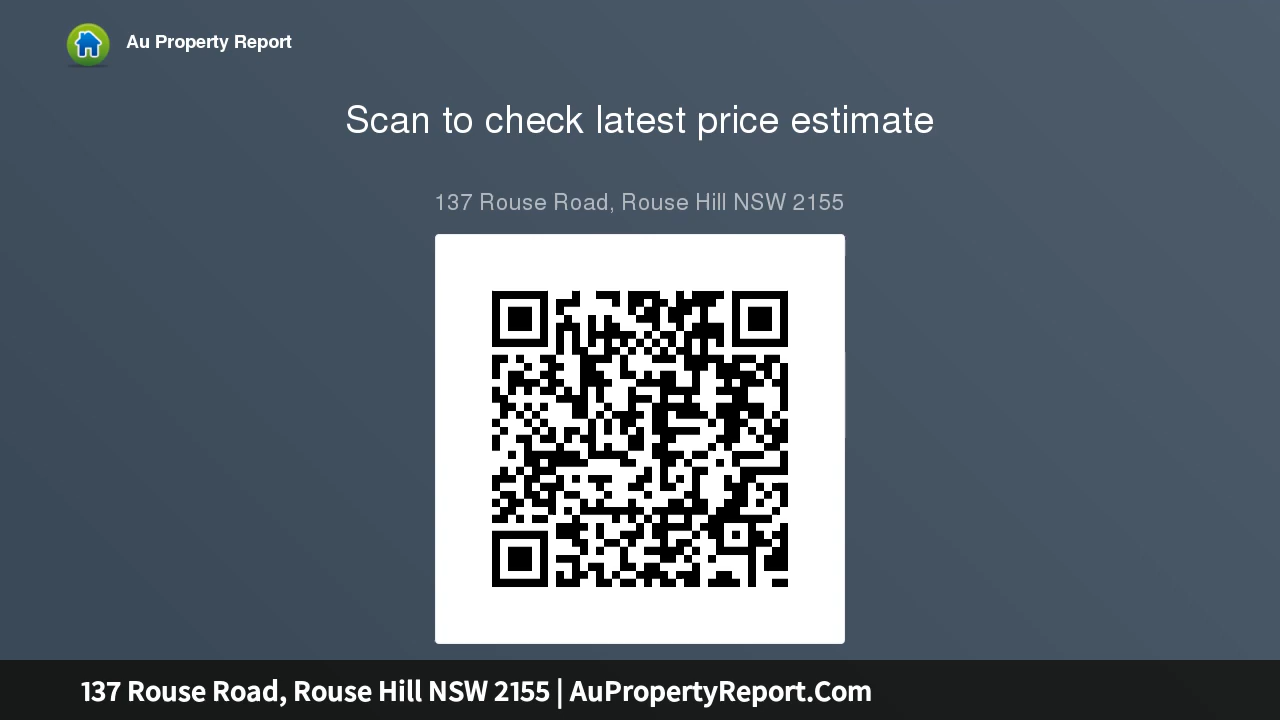 Au Property Report
Scan to check latest price estimate
137 Rouse Road, Rouse Hill NSW 2155
137 Rouse Road, Rouse Hill NSW 2155 | AuPropertyReport.Com